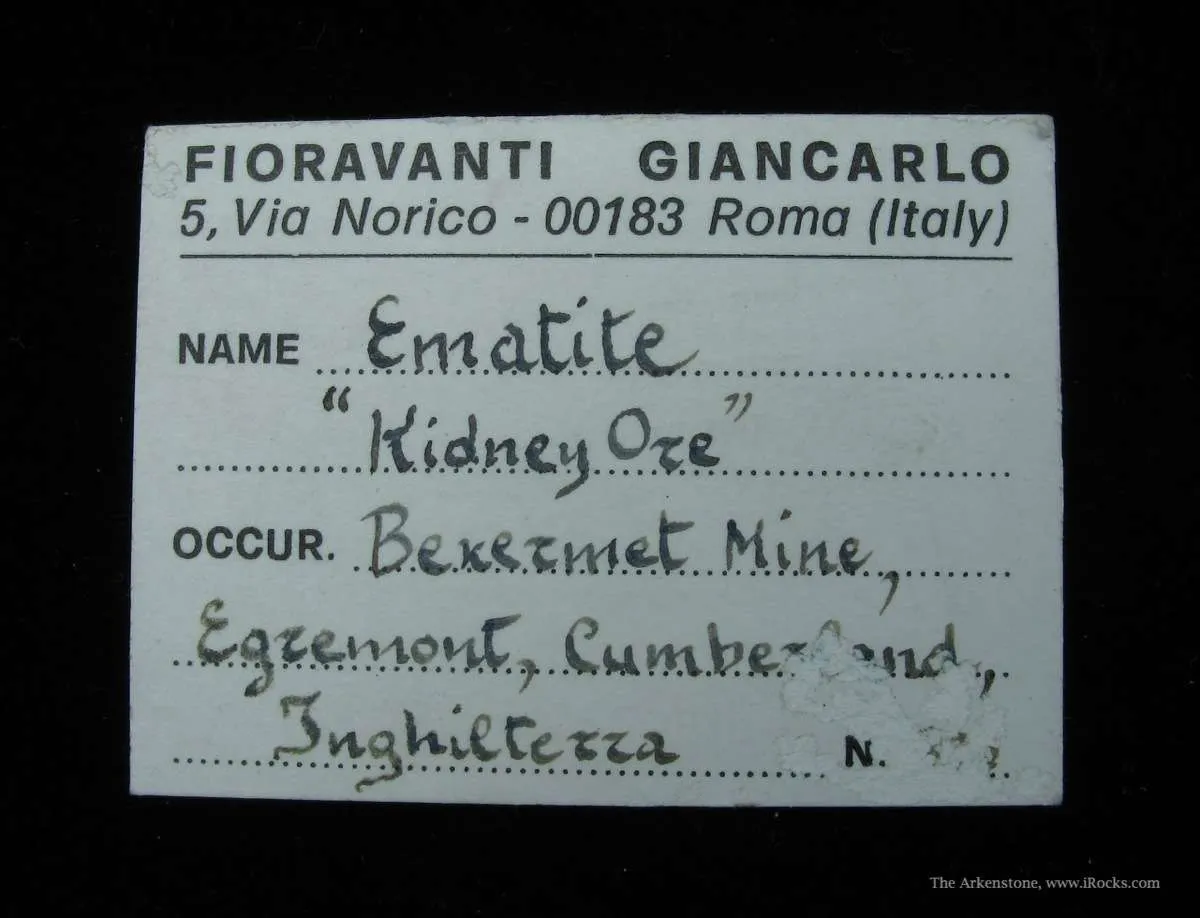 FIORAVANTI GIANCARLO
5, Via Norico - 00183 Roma (Italy)
NAME Ematite
"Kidney Ore"
OCCUR. Bekermet Mine,
Egremont,
Inghilterra N.
The Arkenstone, www.iRocks.com